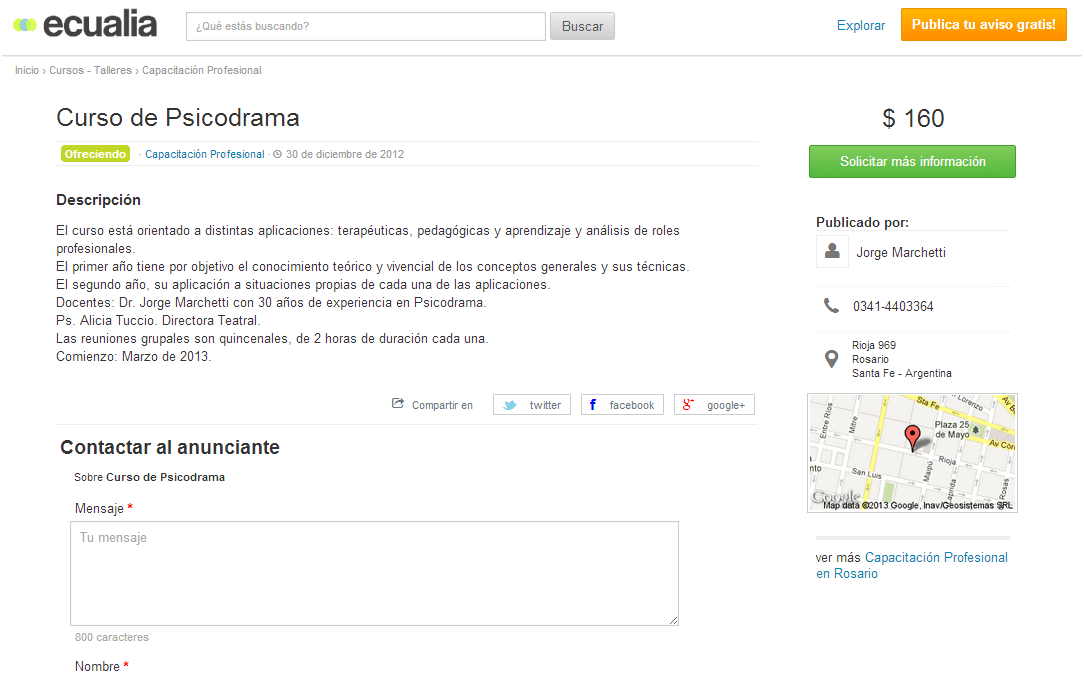 ecualia
¿Qué estás buscando?
Buscar
Explorar
Publica tu aviso gratis!
Inicio › Cursos - Talleres › Capacitación Profesional
Curso de Psicodrama
Ofreciendo · Capacitación Profesional · 30 de diciembre de 2012
Descripción
El curso está orientado a distintas aplicaciones: terapéuticas, pedagógicas y aprendizaje y análisis de roles
profesionales.
El primer año tiene por objetivo el conocimiento teórico y vivencial de los conceptos generales y sus técnicas.
El segundo año, su aplicación a situaciones propias de cada una de las aplicaciones.
Docentes: Dr. Jorge Marchetti con 30 años de experiencia en Psicodrama.
Ps. Alicia Tuccio. Directora Teatral.
Las reuniones grupales son quincenales, de 2 horas de duración cada una.
Comienzo: Marzo de 2013.
Compartir en
twitter
facebook
google+
Contactar al anunciante
Sobre Curso de Psicodrama
Mensaje *
Tu mensaje
800 caracteres
Nombre *
$ 160
Solicitar más información
Publicado por:
Jorge Marchetti
0341-4403364
Rioja 969
Rosario
Santa Fe - Argentina
Sta Fe
Lorenzo
Entre Ríos
Mitre
Plaza 25
de Mayo
Av Cór
San Luis
Maipú
Rioja
Rosas
Google
Map data ©2013 Google, Inav/Geosistemas SRL
ver más Capacitación Profesional
en Rosario